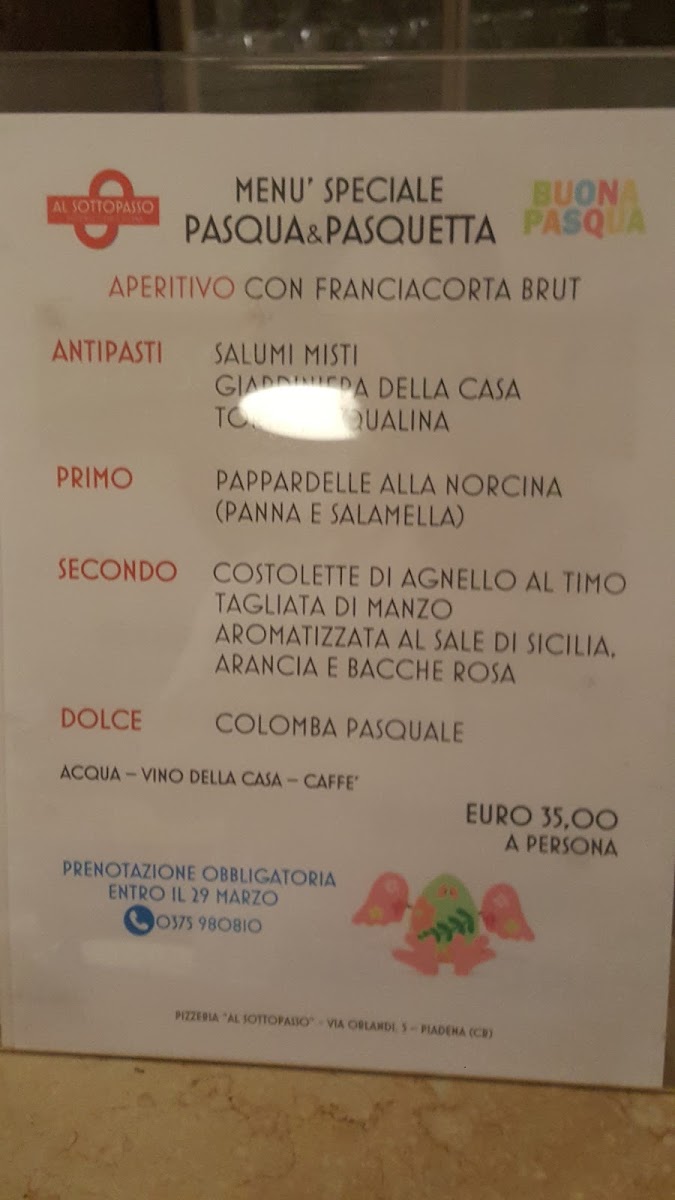 AL SOTTOPASSO
MENU' SPECIALE
PASQUA&PASQUETTA
BUONA
PASQUA
APERITIVO CON FRANCIACORTA BRUT
ANTIPASTI
SALUMI MISTI
GIARDINIERA DELLA CASA
PRIMO
PAPPARDELLE ALLA NORCINA
(PANNA E SALAMELLA)
SECONDO
COSTOLETTE DI AGNELLO AL TIMO
TAGLIATA DI MANZO
AROMATIZZATA AL SALE DI SICILIA,
ARANCIA E BACCHE ROSA
DOLCE
COLOMBA PASQUALE
ACQUA – VINO DELLA CASA – CAFFE'
EURO 35,00
A PERSONA
PRENOTAZIONE OBBLIGATORIA
ENTRO IL 29 MARZO
0375 980810
PIZZERIA "AL SOTTOPASSO" - VIA ORLANDI, 5 – PIADENA (CR)